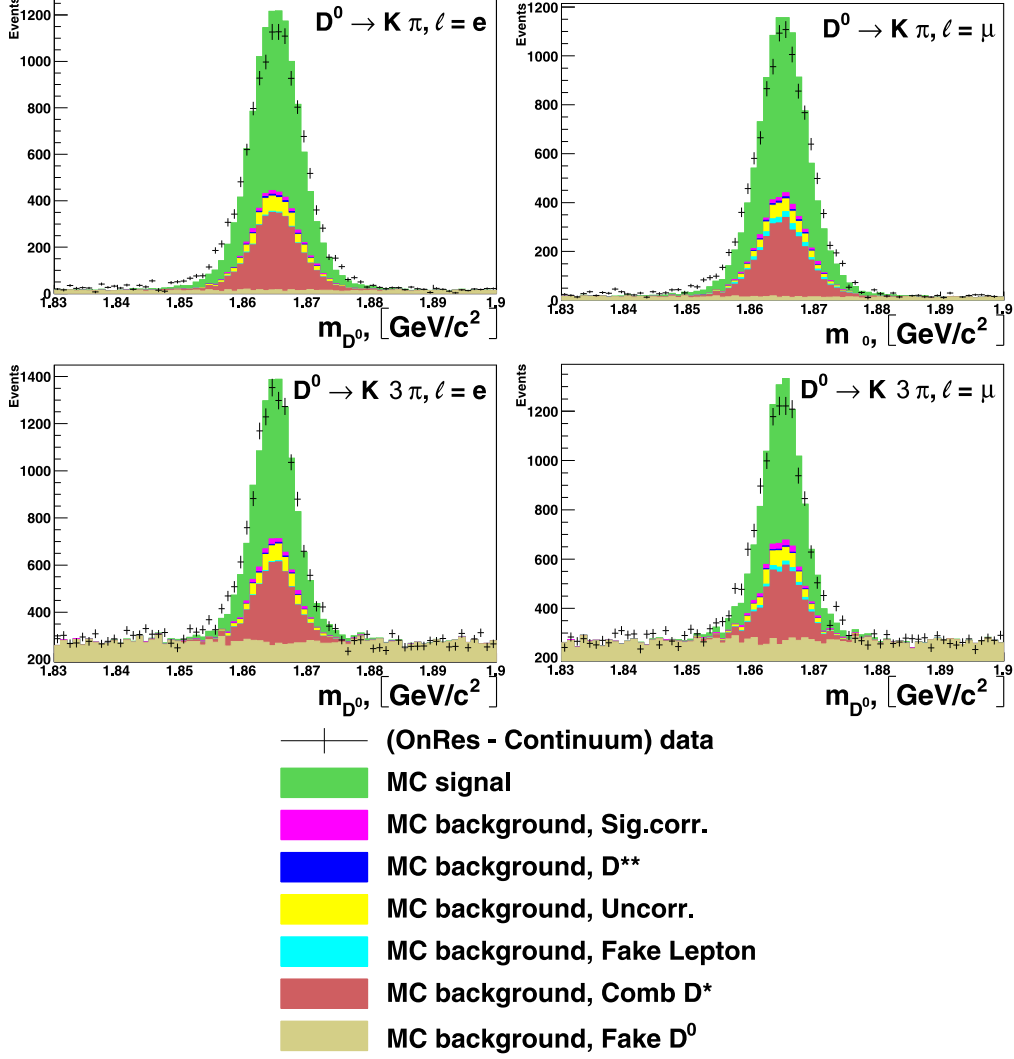 Events
D⁰ → K π, ℓ = e
1200
1000
800
600
400
200
0
1.83 1.84 1.85 1.86 1.87 1.88 1.89 1.9
m_D⁰, [GeV/c²]
Events
D⁰ → K π, ℓ = μ
1200
1000
800
600
400
200
0
1.83 1.84 1.85 1.86 1.87 1.88 1.89 1.9
m ₀, [GeV/c²]
Events
D⁰ → K 3 π, ℓ = e
1400
1200
1000
800
600
400
200
1.83 1.84 1.85 1.86 1.87 1.88 1.89 1.9
m_D⁰, [GeV/c²]
Events
D⁰ → K 3 π, ℓ = μ
1200
1000
800
600
400
200
1.83 1.84 1.85 1.86 1.87 1.88 1.89 1.9
m_D⁰, [GeV/c²]
(OnRes - Continuum) data
MC signal
MC background, Sig.corr.
MC background, D**
MC background, Uncorr.
MC background, Fake Lepton
MC background, Comb D*
MC background, Fake D⁰